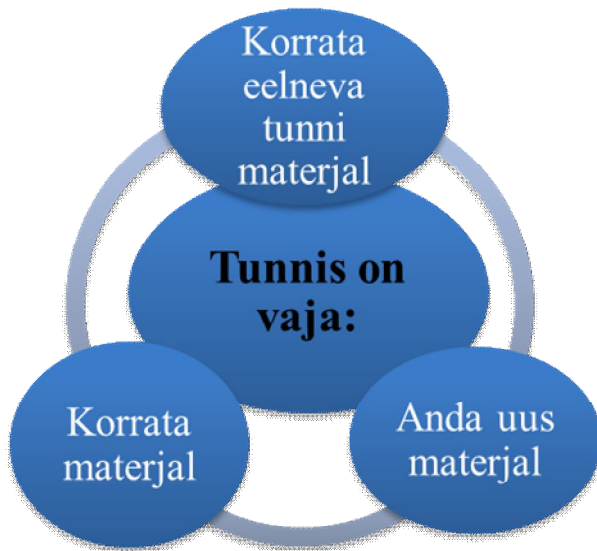 Korrata
eelneva
tunni
materjal
Tunnis on
vaja:
Korrata
materjal
Anda uus
materjal